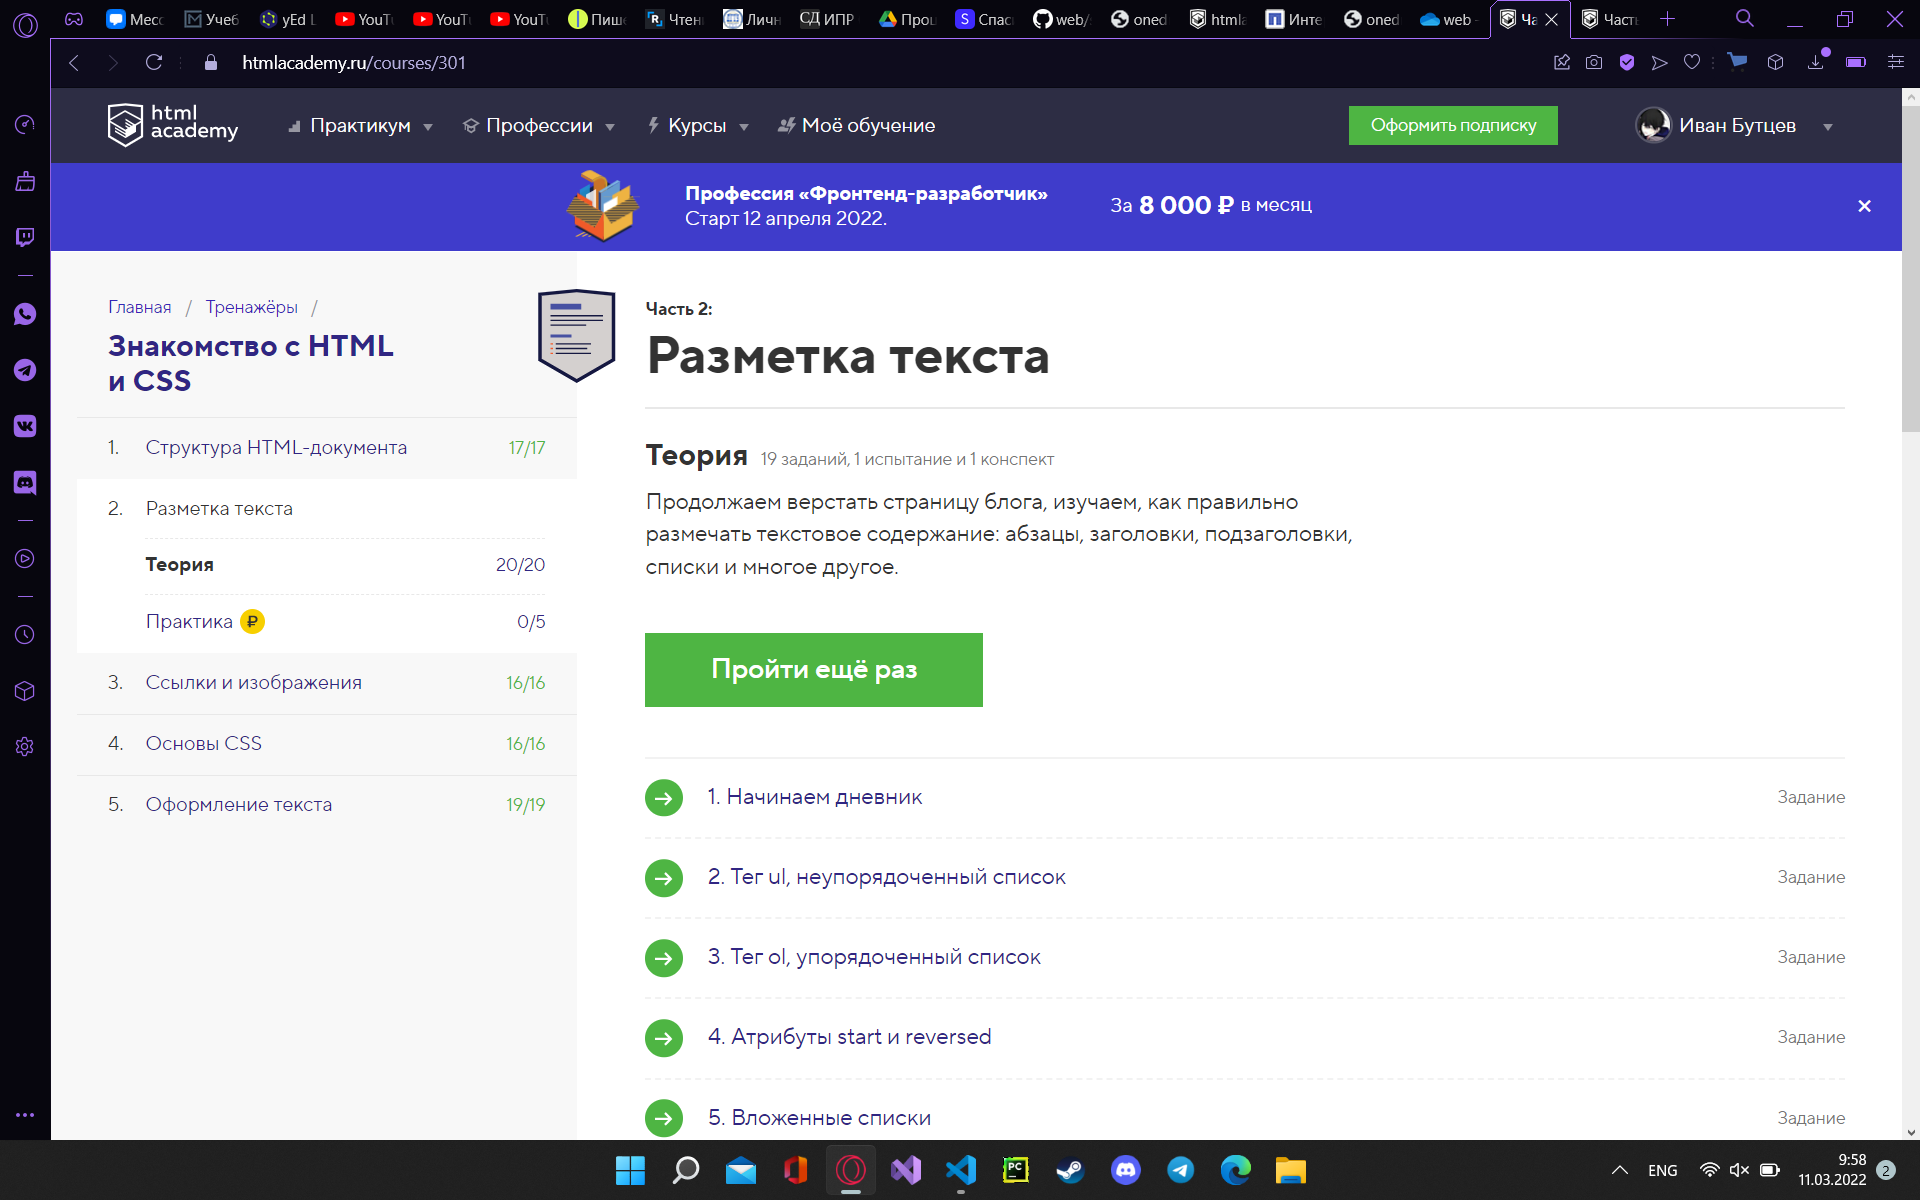 Месс
Учеб
yEd L
YouTu
YouTu
YouTu
Пише
Чтен
Личн
СД ИПР
Проц
Спас
web/
oned
htmla
Инте
oned
web -
Ча
Часть
htmlacademy.ru/courses/301
html academy
Практикум
Профессии
Курсы
Моё обучение
Оформить подписку
Иван Бутцев
Профессия «Фронтенд-разработчик»
Старт 12 апреля 2022.
За 8 000 ₽ в месяц
Главная / Тренажёры /
Знакомство с HTML
и CSS
1. Структура HTML-документа 17/17
2. Разметка текста
Теория 20/20
Практика ₽ 0/5
3. Ссылки и изображения 16/16
4. Основы CSS 16/16
5. Оформление текста 19/19
Часть 2:
Разметка текста
Теория 19 заданий, 1 испытание и 1 конспект
Продолжаем верстать страницу блога, изучаем, как правильно
размечать текстовое содержание: абзацы, заголовки, подзаголовки,
списки и многое другое.
Пройти ещё раз
1. Начинаем дневник Задание
2. Тег ul, неупорядоченный список Задание
3. Тег ol, упорядоченный список Задание
4. Атрибуты start и reversed Задание
5. Вложенные списки Задание
ENG
9:58
11.03.2022
2